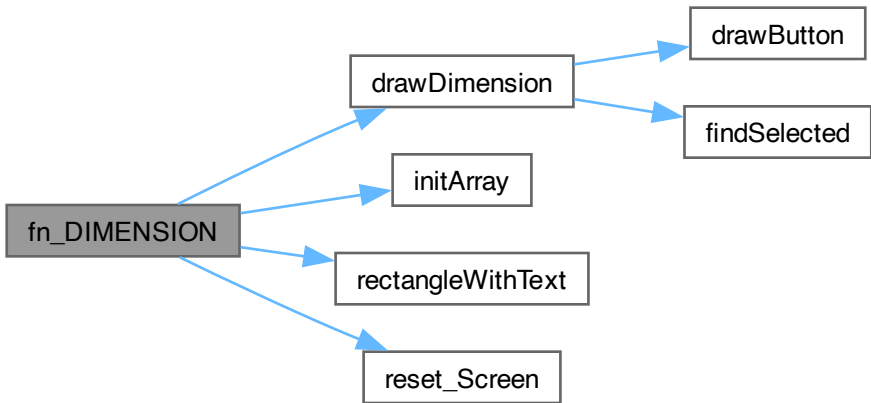 drawButton
drawDimension
findSelected
initArray
fn_DIMENSION
rectangleWithText
reset_Screen